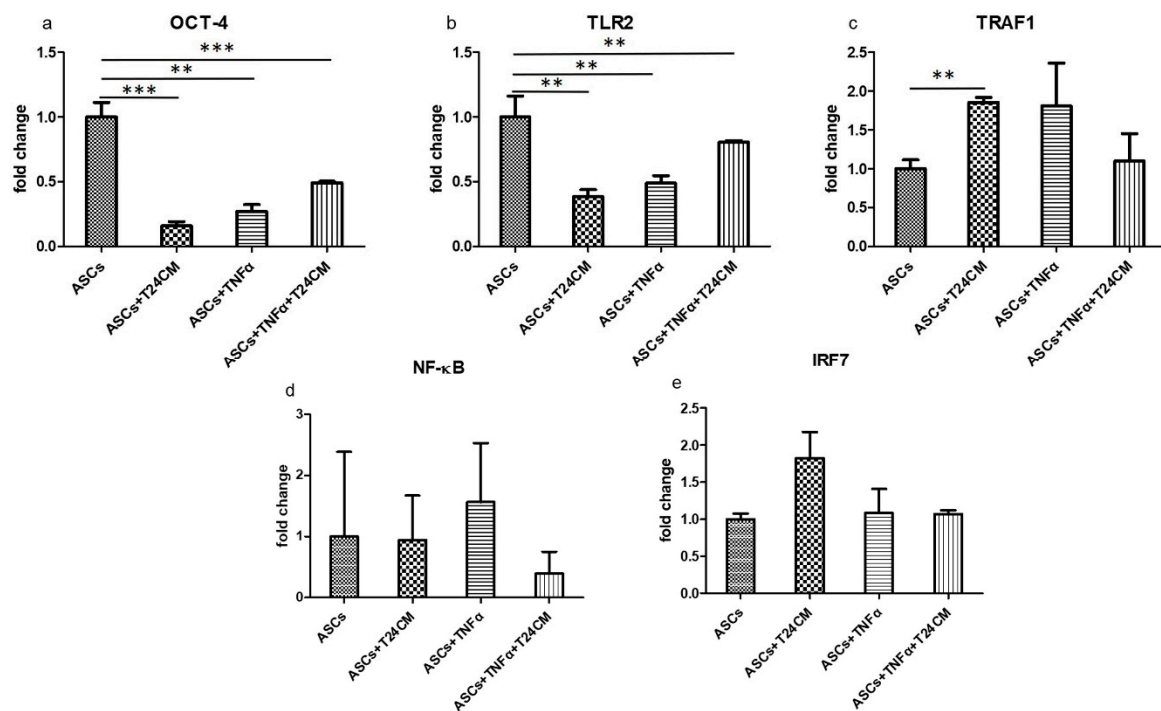 a
OCT-4
fold change
1.5
1.0
0.5
0.0
***
**
***
ASCs
ASCs+T24CM
ASCs+TNFα
ASCs+TNFα+T24CM
b
TLR2
fold change
1.5
1.0
0.5
0.0
**
**
**
ASCs
ASCs+T24CM
ASCs+TNFα
ASCs+TNFα+T24CM
c
TRAF1
fold change
2.5
2.0
1.5
1.0
0.5
0.0
**
ASCs
ASCs+T24CM
ASCs+TNFα
ASCs+TNFα+T24CM
d
NF-κB
fold change
3
2
1
0
ASCs
ASCs+T24CM
ASCs+TNFα
ASCs+TNFα+T24CM
e
IRF7
fold change
2.5
2.0
1.5
1.0
0.5
0.0
ASCs
ASCs+T24CM
ASCs+TNFα
ASCs+TNFα+T24CM